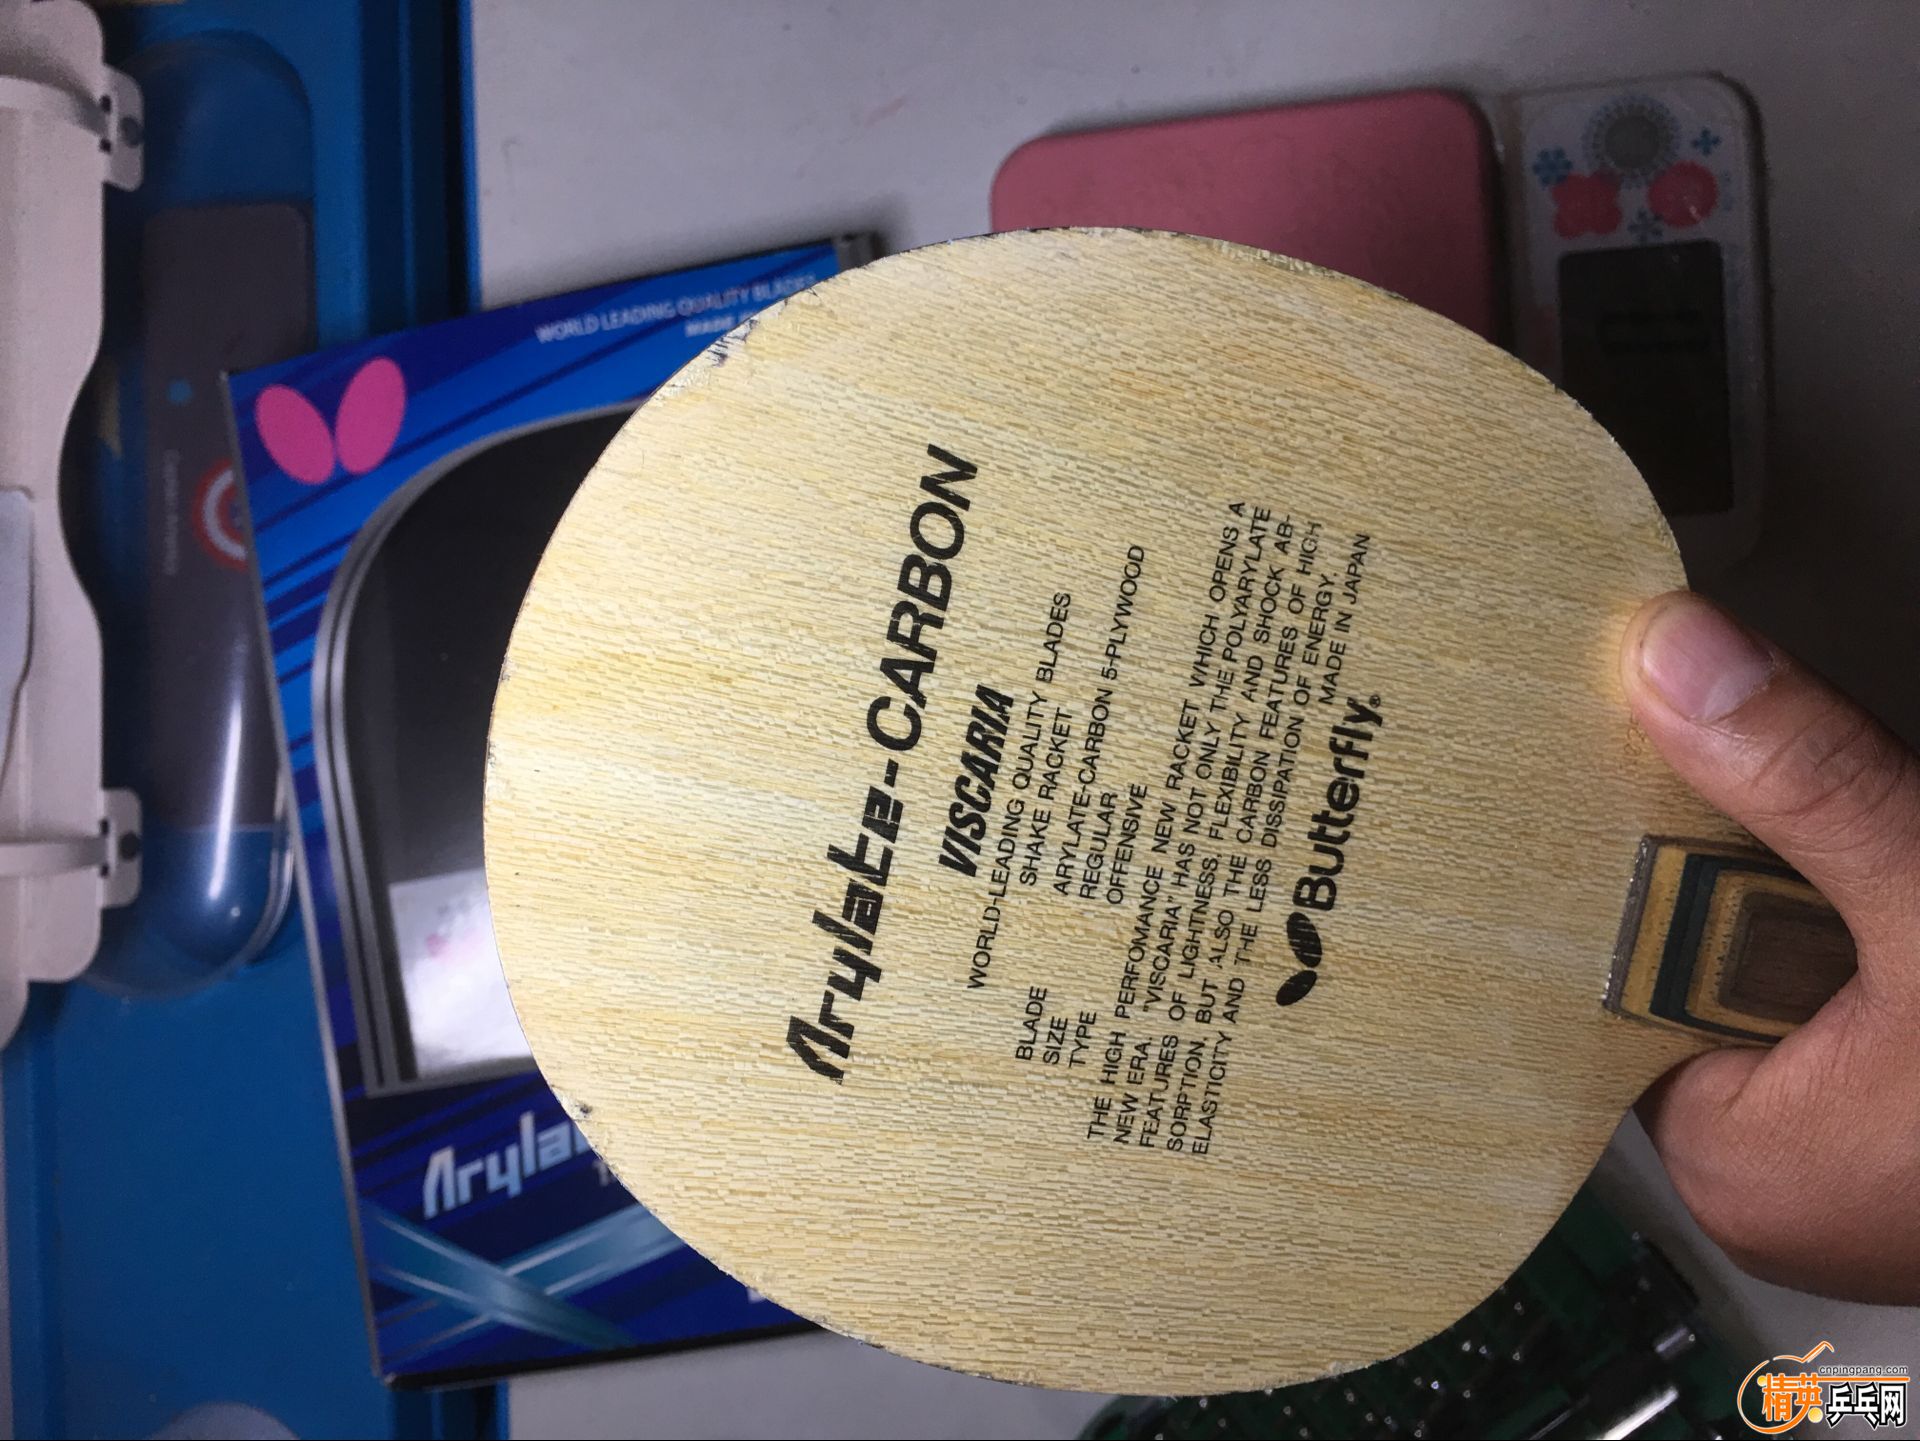 Arylate-CARBON
VISCARIA
WORLD-LEADING QUALITY BLADES
SHAKE RACKET
BLADE ARYLATE-CARBON 5-PLYWOOD
SIZE REGULAR
TYPE OFFENSIVE
THE HIGH PERFOMANCE NEW RACKET WHICH OPENS A
NEW ERA. "VISCARIA" HAS NOT ONLY THE POLYARYLATE
FEATURES OF LIGHTNESS, FLEXIBILITY AND SHOCK AB-
SORPTION, BUT ALSO THE CARBON FEATURES OF HIGH
ELASTICITY AND THE LESS DISSIPATION OF ENERGY.
MADE IN JAPAN
Butterfly®
WORLD LEADING QUALITY BLADES
MADE
Aryla
cnpingpang.com
精英乒乓网